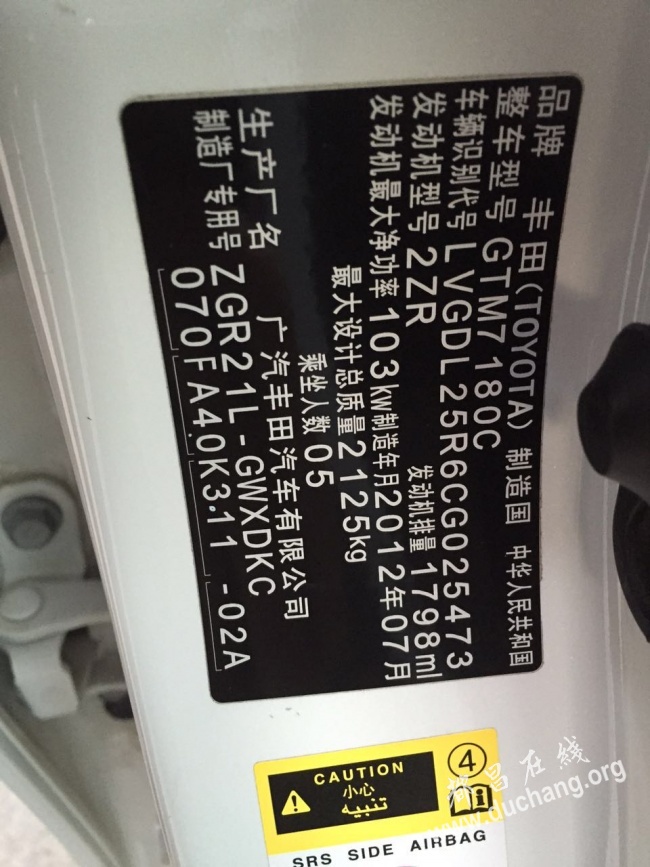 品牌 丰田(TOYOTA) 制造国 中华人民共和国
整车型号 GTM7180C
车辆识别代号 LVGDL25R6CG025473
发动机型号 2ZR 发动机排量 1798ml
发动机最大净功率 103kw 制造年月 2012年07月
最大设计总质量 2125kg
乘坐人数 05
生产厂名 广汽丰田汽车有限公司
制造厂专用号 ZGR21L-GWXDKC
070FA40K311 -02A
CAUTION
小心
تنبيه
4
SRS SIDE AIRBAG
都昌在线
www.duchang.org